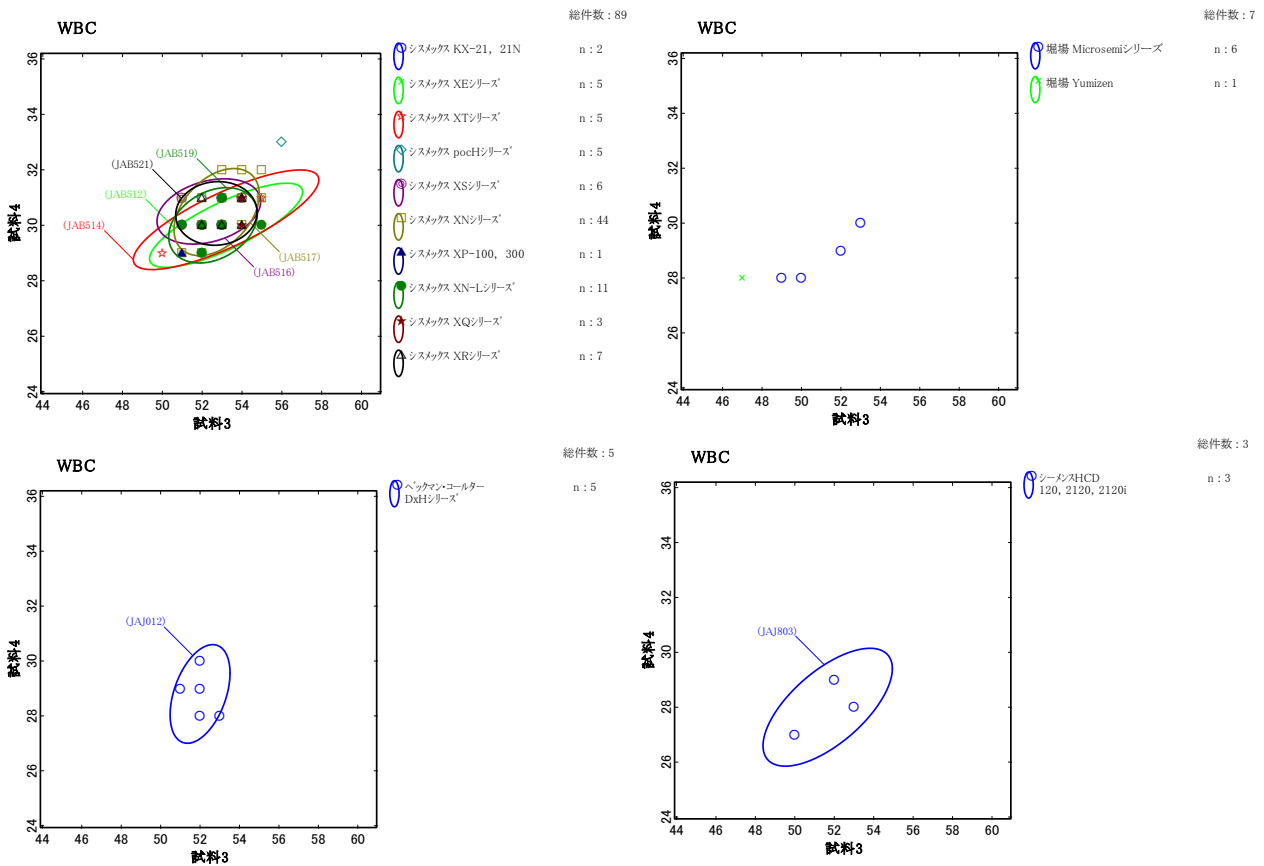 総件数 : 89
WBC
シスメックス KX-21, 21N n : 2
シスメックス XEシリーズ n : 5
シスメックス XTシリーズ n : 5
シスメックス pocHシリーズ n : 5
シスメックス XSシリーズ n : 6
シスメックス XNシリーズ n : 44
シスメックス XP-100, 300 n : 1
シスメックス XN-Lシリーズ n : 11
シスメックス XQシリーズ n : 3
シスメックス XRシリーズ n : 7
36
34
32
30
28
26
24
試料4
(JAB519)
(JAB521)
(JAB512)
(JAB514)
(JAB517)
(JAB516)
44 46 48 50 52 54 56 58 60
試料3
総件数 : 7
WBC
堀場 Microsemiシリーズ n : 6
堀場 Yumizen n : 1
36
34
32
30
28
26
24
試料4
44 46 48 50 52 54 56 58 60
試料3
総件数 : 5
WBC
ベックマン・コールター n : 5
DxHシリーズ
36
34
32
30
28
26
24
試料4
(JAJ012)
44 46 48 50 52 54 56 58 60
試料3
総件数 : 3
WBC
シーメンスHCD n : 3
120, 2120, 2120i
36
34
32
30
28
26
24
試料4
(JAJ803)
44 46 48 50 52 54 56 58 60
試料3